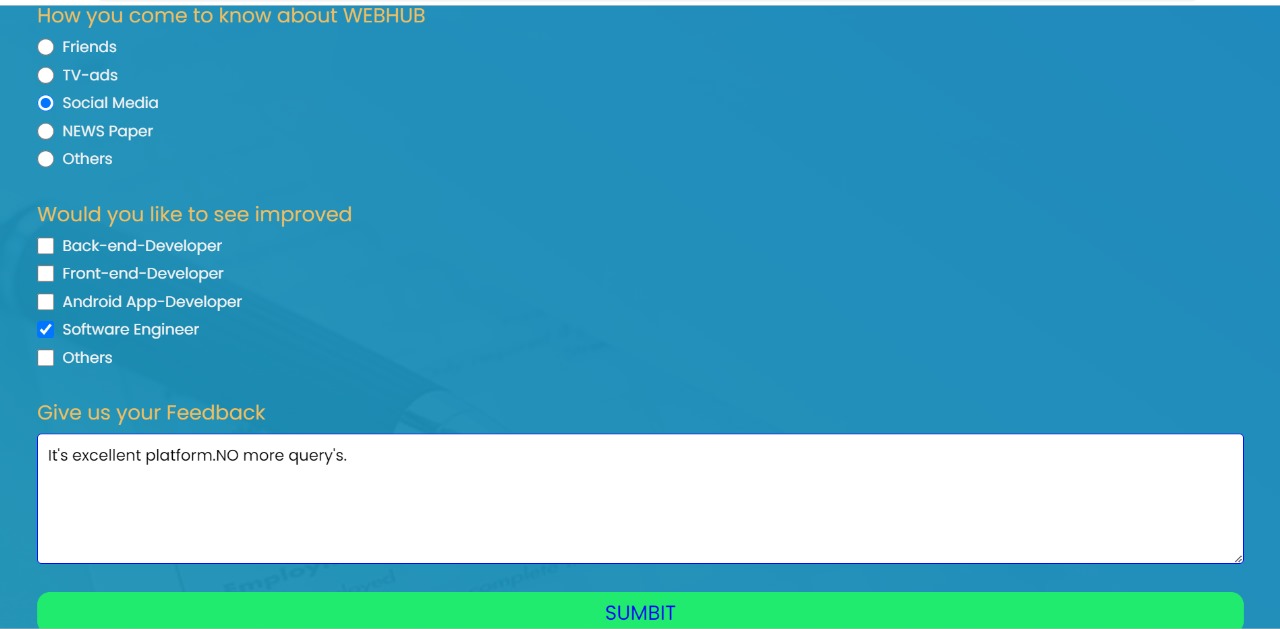 How you come to know about WEBHUB
Friends
TV-ads
Social Media
NEWS Paper
Others
Would you like to see improved
Back-end-Developer
Front-end-Developer
Android App-Developer
Software Engineer
Others
Give us your Feedback
It's excellent platform.NO more query's.
SUMBIT